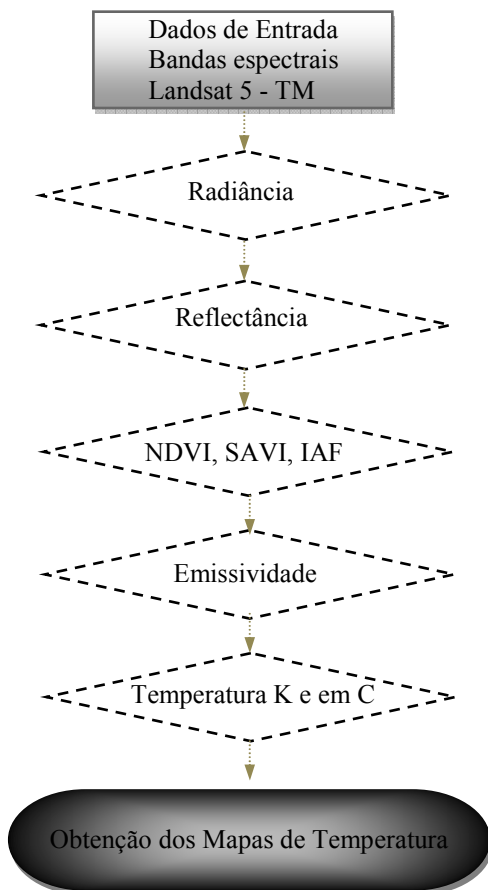 Dados de Entrada
Bandas espectrais
Landsat 5 - TM
Radiância
Reflectância
NDVI, SAVI, IAF
Emissividade
Temperatura K e em C
Obtenção dos Mapas de Temperatura